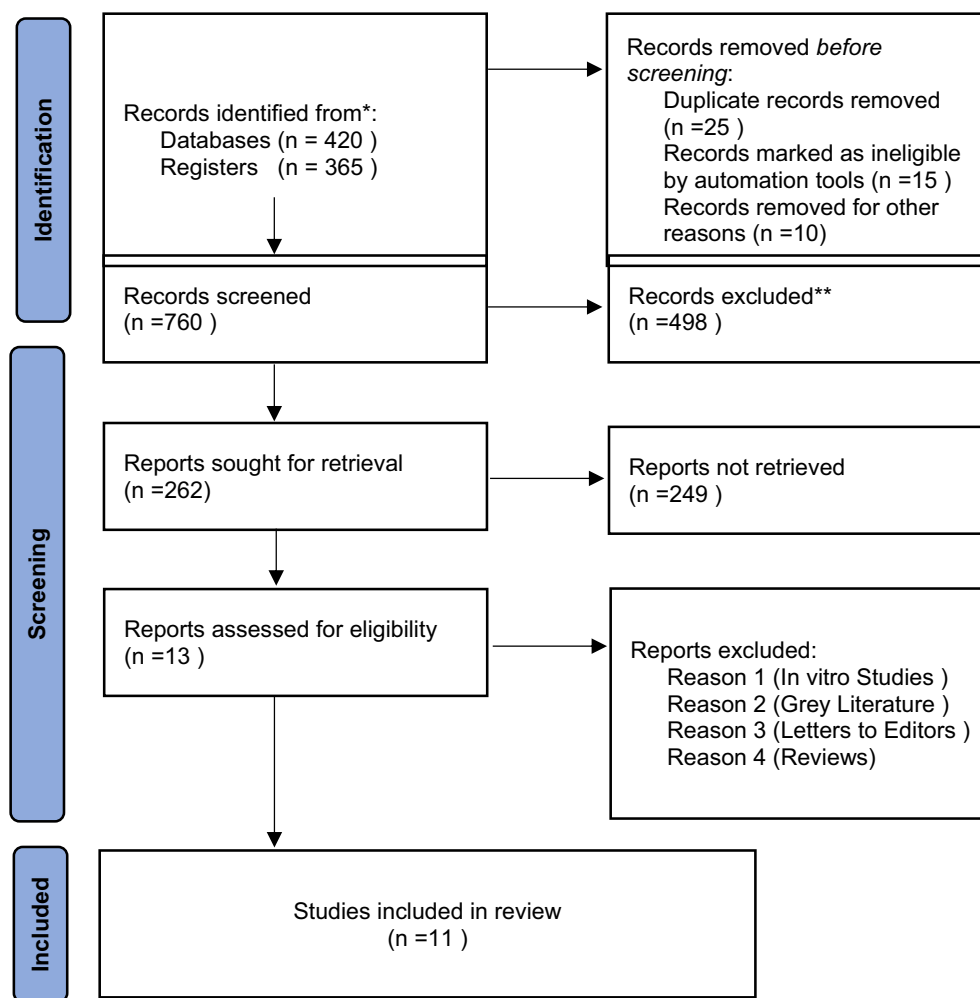 Identification
Records identified from*:
Databases (n = 420 )
Registers (n = 365 )
Records removed before
screening:
Duplicate records removed
(n =25 )
Records marked as ineligible
by automation tools (n =15 )
Records removed for other
reasons (n =10)
Records screened
(n =760 )
Records excluded**
(n =498 )
Screening
Reports sought for retrieval
(n =262)
Reports not retrieved
(n =249 )
Reports assessed for eligibility
(n =13 )
Reports excluded:
Reason 1 (In vitro Studies )
Reason 2 (Grey Literature )
Reason 3 (Letters to Editors )
Reason 4 (Reviews)
Included
Studies included in review
(n =11 )